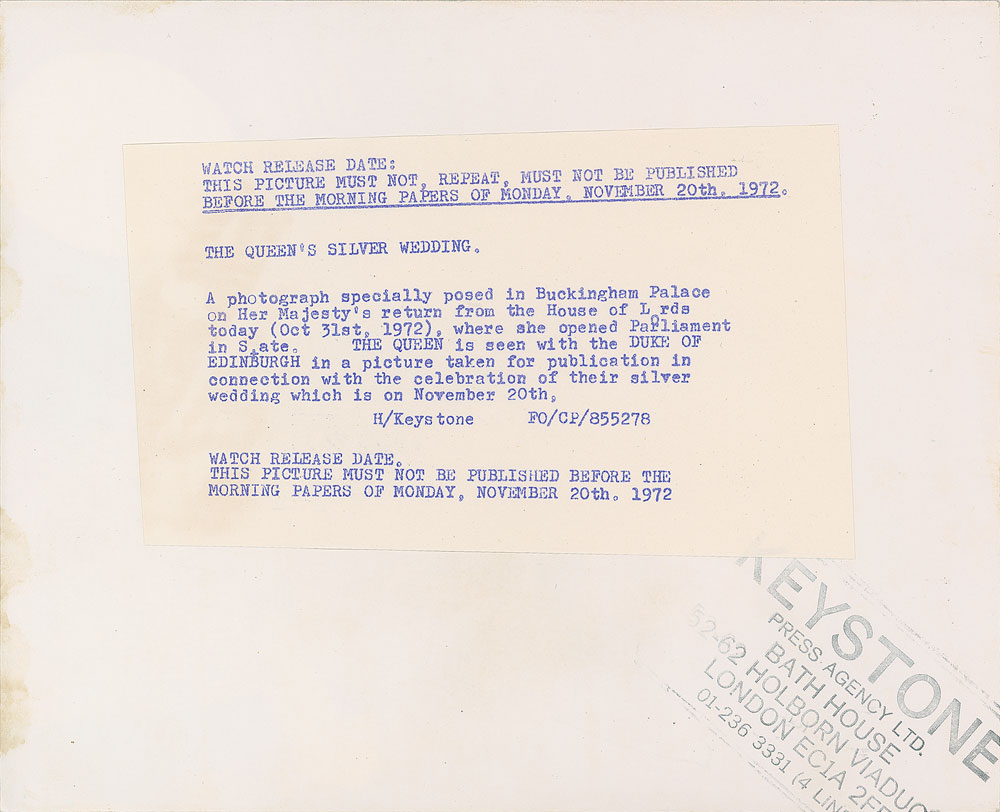 WATCH RELEASE DATE:
THIS PICTURE MUST NOT, REPEAT, MUST NOT BE PUBLISHED
BEFORE THE MORNING PAPERS OF MONDAY, NOVEMBER 20th. 1972.
THE QUEEN'S SILVER WEDDING.
A photograph specially posed in Buckingham Palace
on Her Majesty's return from the House of Lords
today (Oct 31st, 1972), where she opened Parliament
in State. THE QUEEN is seen with the DUKE OF
EDINBURGH in a picture taken for publication in
connection with the celebration of their silver
wedding which is on November 20th,
H/Keystone FO/CP/855278
WATCH RELEASE DATE.
THIS PICTURE MUST NOT BE PUBLISHED BEFORE THE
MORNING PAPERS OF MONDAY, NOVEMBER 20th. 1972
KEYSTONE
PRESS AGENCY LTD.
BATH HOUSE
52-62 HOLBORN VIADUC
LONDON EC1A 2F
01-236 3331 (4 LIN